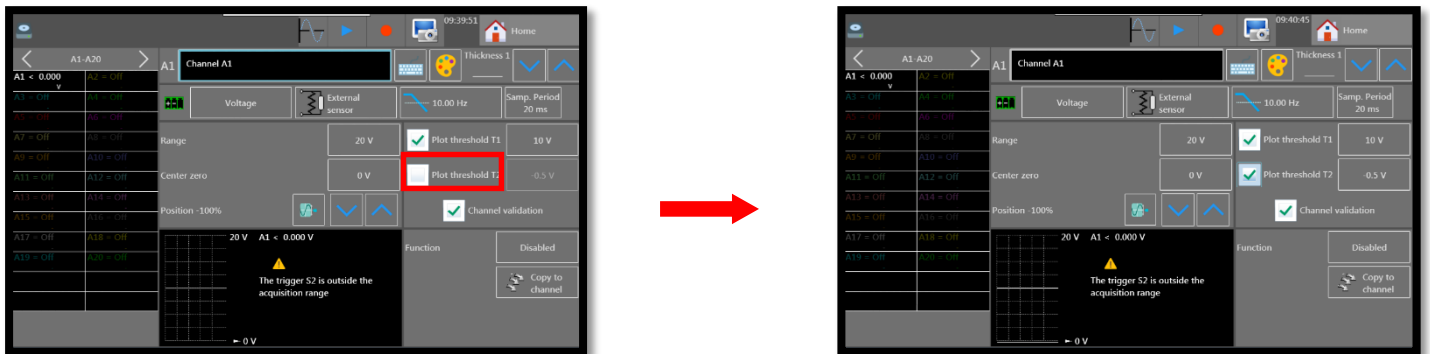 09:39:51
Home
A1-A20
A1
Channel A1
Thickness 1
A1 < 0.000
V
A2 = Off
A3 = Off
A4 = Off
A5 = Off
A6 = Off
A7 = Off
A8 = Off
A9 = Off
A10 = Off
A11 = Off
A12 = Off
A13 = Off
A14 = Off
A15 = Off
A16 = Off
A17 = Off
A18 = Off
A19 = Off
A20 = Off
Voltage
External
sensor
10.00 Hz
Samp. Period
20 ms
Range
20 V
Plot threshold T1
10 V
Center zero
0 V
Plot threshold T2
-0.5 V
Position -100%
Channel validation
20 V
A1 < 0.000 V
The trigger S2 is outside the
acquisition range
0 V
Function
Disabled
Copy to
channel
09:40:45
Home
A1-A20
A1
Channel A1
Thickness 1
A1 < 0.000
V
A2 = Off
A3 = Off
A4 = Off
A5 = Off
A6 = Off
A7 = Off
A8 = Off
A9 = Off
A10 = Off
A11 = Off
A12 = Off
A13 = Off
A14 = Off
A15 = Off
A16 = Off
A17 = Off
A18 = Off
A19 = Off
A20 = Off
Voltage
External
sensor
10.00 Hz
Samp. Period
20 ms
Range
20 V
Plot threshold T1
10 V
Center zero
0 V
Plot threshold T2
-0.5 V
Position -100%
Channel validation
20 V
A1 < 0.000 V
The trigger S2 is outside the
acquisition range
0 V
Function
Disabled
Copy to
channel